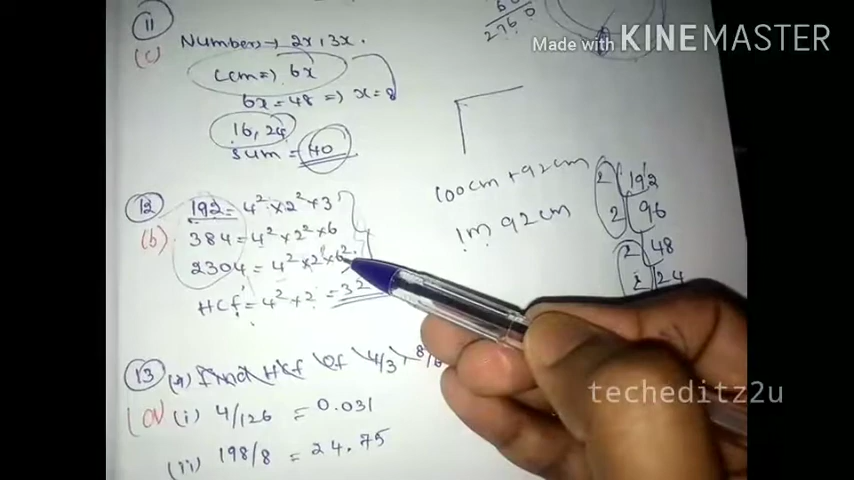 Made with KINEMASTER
2760
11
Numbers → 2x, 3x.
(c)
LCM => 6x
6x = 48 => x = 8
16, 24
sum = 40
100cm + 92cm
1m 92cm
2 192
2 96
2 48
2 24
12 192 = 4² × 2² × 3
(b) 384 = 4² × 2² × 6
2304 = 4² × 2² × 6²
HCf = 4² × 2 = 32
13 find HCf of 4/3, 8/6
(i) 4/126 = 0.031
(ii) 198/8 = 24.75
techeditz2u